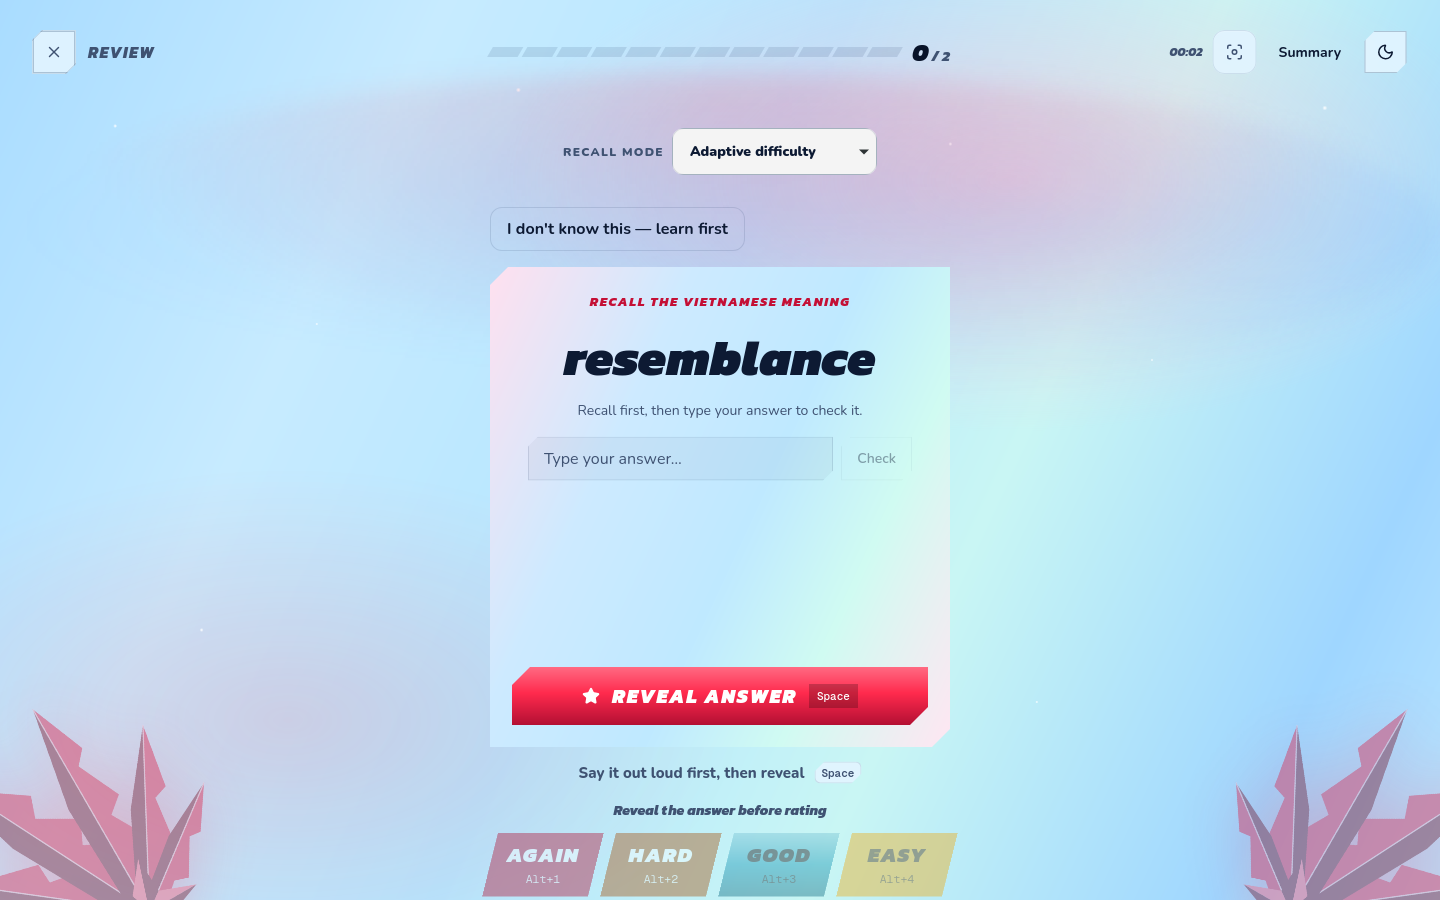 REVIEW
0 / 2
00:02
Summary
RECALL MODE
Adaptive difficulty
I don't know this — learn first
RECALL THE VIETNAMESE MEANING
resemblance
Recall first, then type your answer to check it.
Type your answer...
Check
REVEAL ANSWER Space
Say it out loud first, then reveal Space
Reveal the answer before rating
AGAIN HARD GOOD EASY
Alt+1 Alt+2 Alt+3 Alt+4